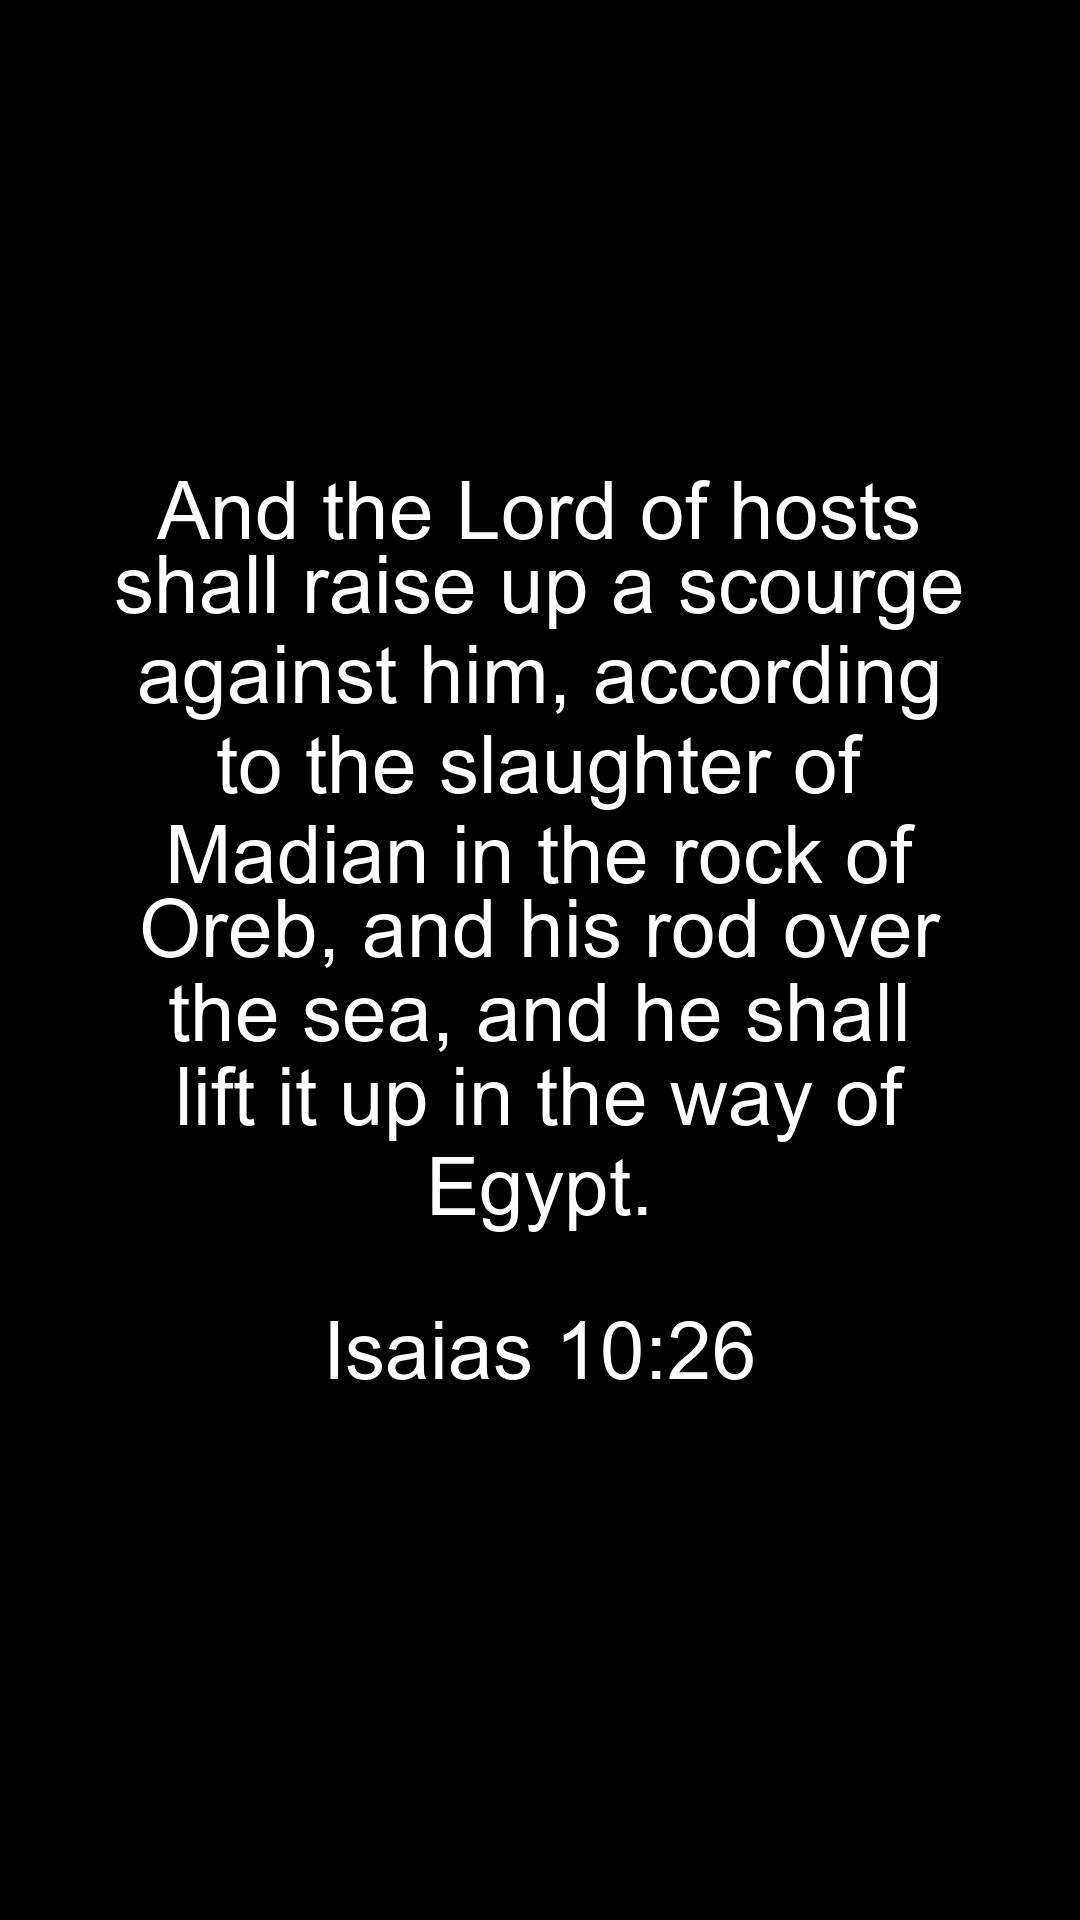 And the Lord of hosts
shall raise up a scourge
against him, according
to the slaughter of
Madian in the rock of
Oreb, and his rod over
the sea, and he shall
lift it up in the way of
Egypt.
Isaias 10:26